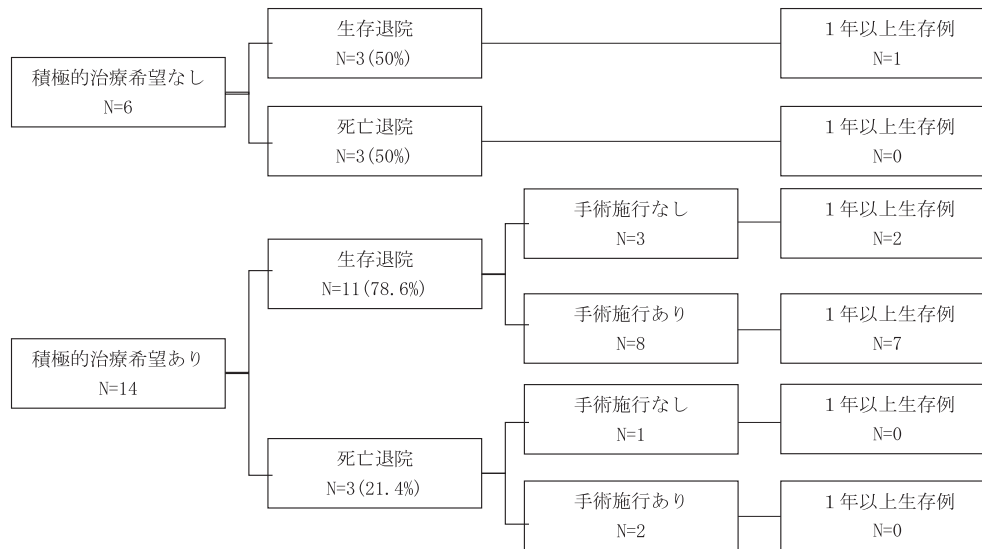 積極的治療希望なし
N=6
生存退院
N=3(50%)
1年以上生存例
N=1
死亡退院
N=3(50%)
1年以上生存例
N=0
積極的治療希望あり
N=14
生存退院
N=11(78.6%)
手術施行なし
N=3
1年以上生存例
N=2
手術施行あり
N=8
1年以上生存例
N=7
死亡退院
N=3(21.4%)
手術施行なし
N=1
1年以上生存例
N=0
手術施行あり
N=2
1年以上生存例
N=0